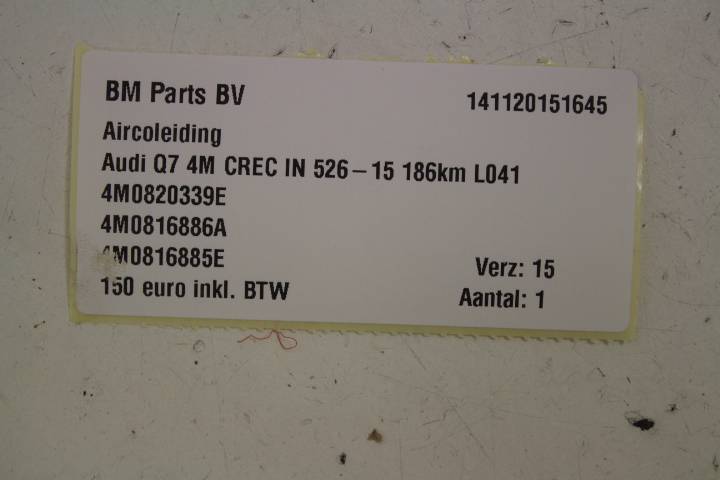 BM Parts BV 141120151645
Aircoleiding
Audi Q7 4M CREC IN 526-15 186km L041
4M0820339E
4M0816886A
4M0816885E Verz: 15
150 euro inkl. BTW Aantal: 1